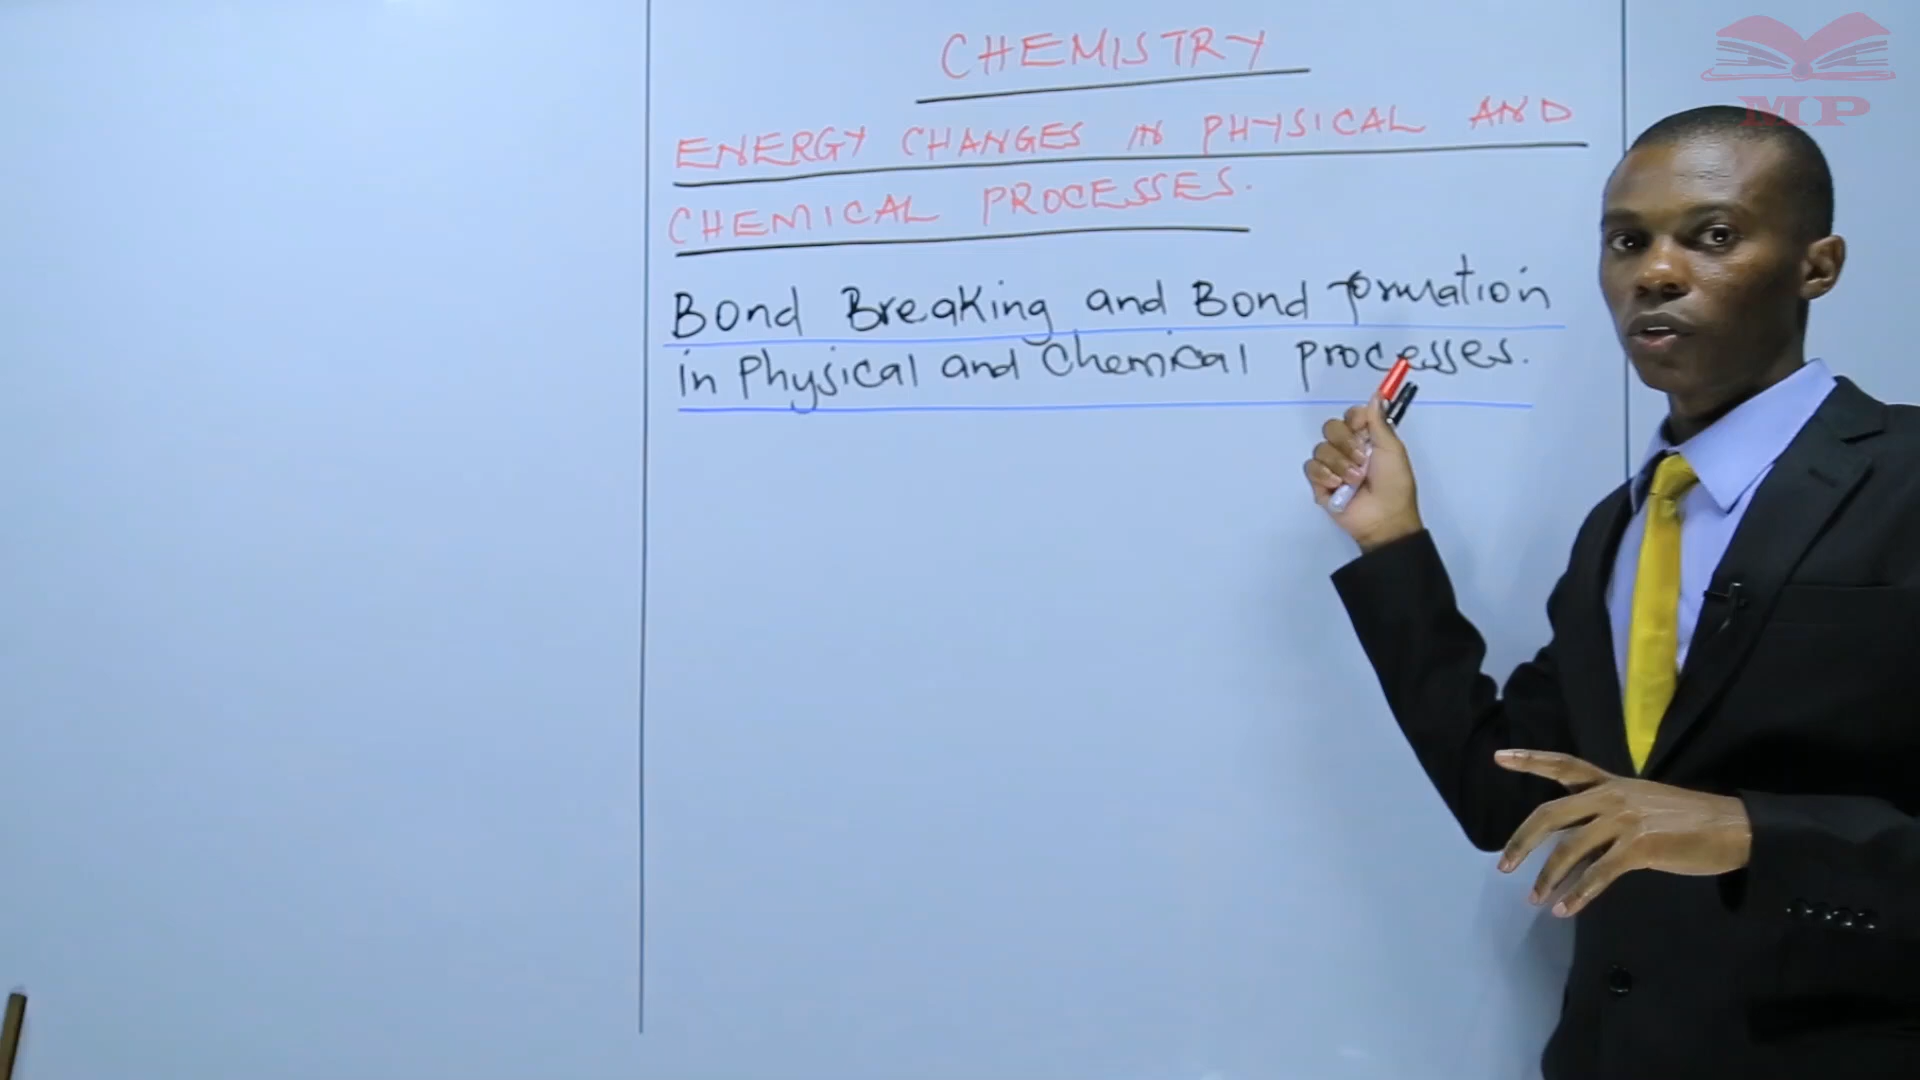 CHEMISTRY
ENERGY CHANGES IN PHYSICAL AND
CHEMICAL PROCESSES.
Bond Breaking and Bond formation
in Physical and Chemical processes.
MP